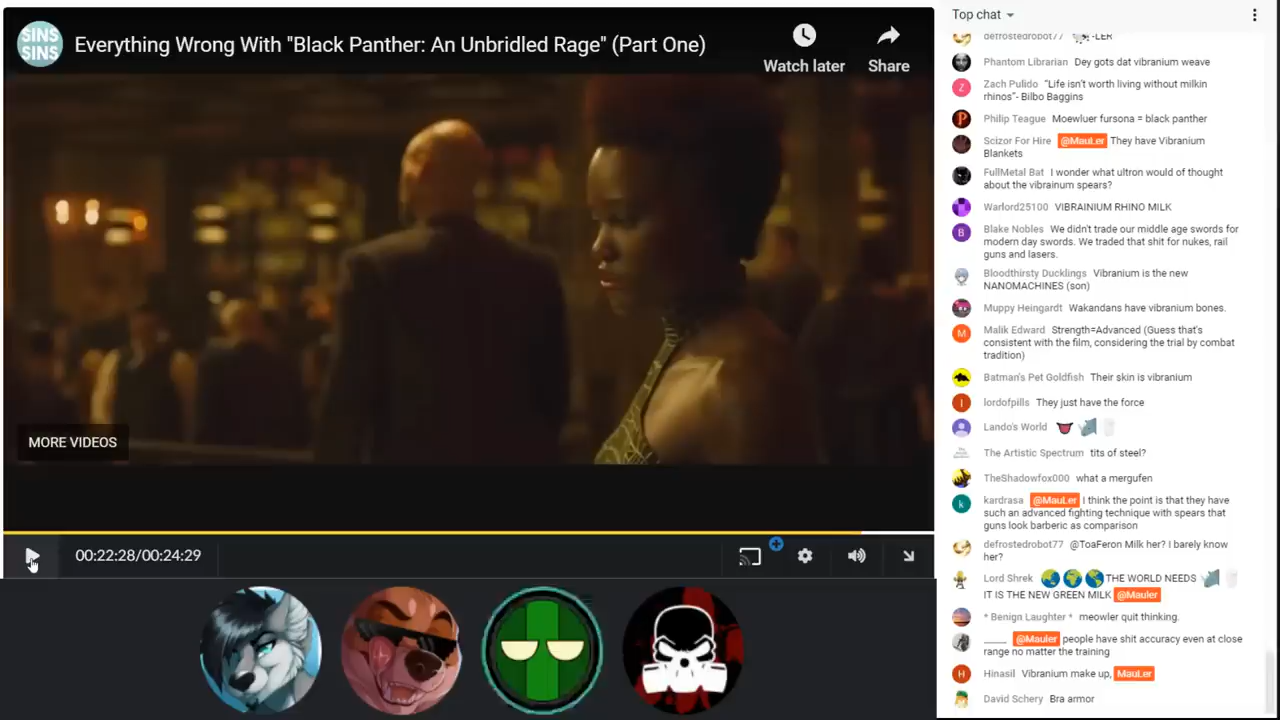 SINS
SINS
Everything Wrong With "Black Panther: An Unbridled Rage" (Part One)
Watch later
Share
MORE VIDEOS
00:22:28/00:24:29
Top chat
defrostedrobot77 -LER
Phantom Librarian Dey gots dat vibranium weave
Zach Pulido “Life isn’t worth living without milkin
rhinos”- Bilbo Baggins
Philip Teague Moewluer fursona = black panther
Scizor For Hire @MauLer They have Vibranium
Blankets
FullMetal Bat I wonder what ultron would of thought
about the vibrainum spears?
Warlord25100 VIBRAINIUM RHINO MILK
Blake Nobles We didn't trade our middle age swords for
modern day swords. We traded that shit for nukes, rail
guns and lasers.
Bloodthirsty Ducklings Vibranium is the new
NANOMACHINES (son)
Muppy Heingardt Wakandans have vibranium bones.
Malik Edward Strength=Advanced (Guess that's
consistent with the film, considering the trial by combat
tradition)
Batman's Pet Goldfish Their skin is vibranium
lordofpills They just have the force
Lando's World
The Artistic Spectrum tits of steel?
TheShadowfox000 what a mergufen
kardrasa @MauLer I think the point is that they have
such an advanced fighting technique with spears that
guns look barberic as comparison
defrostedrobot77 @ToaFeron Milk her? I barely know
her?
Lord Shrek THE WORLD NEEDS
IT IS THE NEW GREEN MILK @Mauler
* Benign Laughter * meowler quit thinking.
_____ @Mauler people have shit accuracy even at close
range no matter the training
Hinasil Vibranium make up, MauLer
David Schery Bra armor